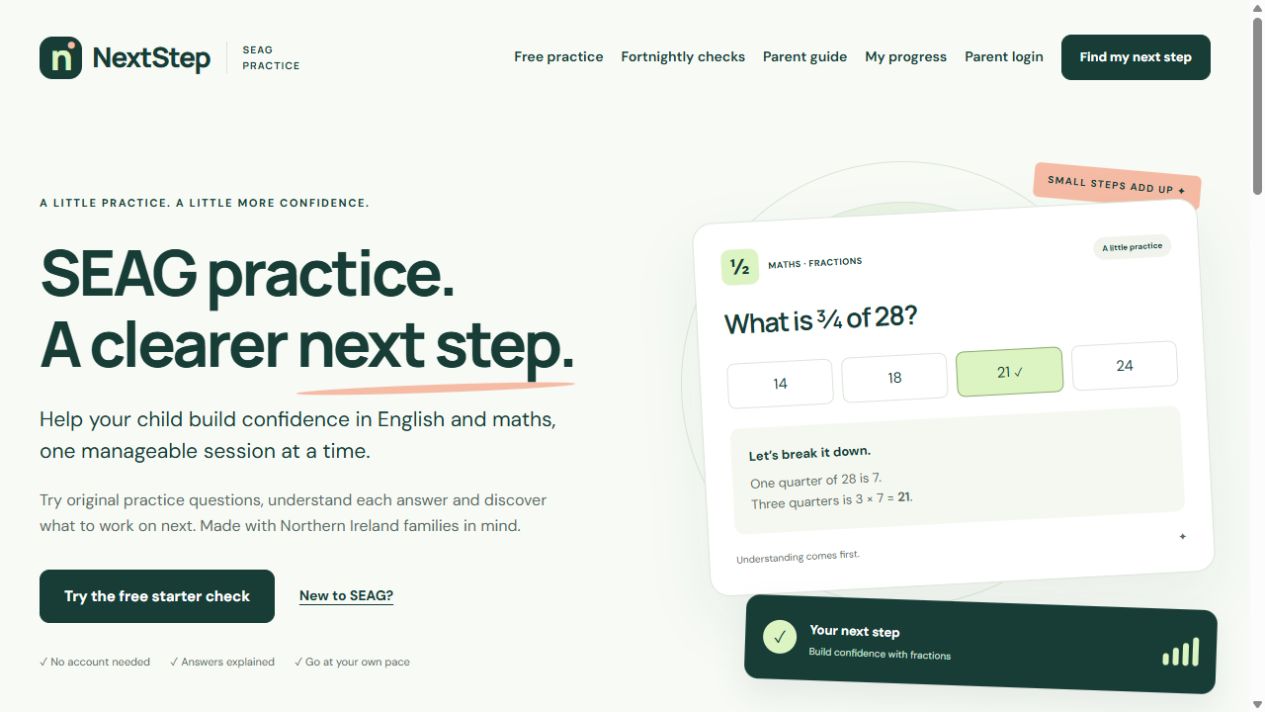 n NextStep
SEAG
PRACTICE
Free practice Fortnightly checks Parent guide My progress Parent login Find my next step
A LITTLE PRACTICE. A LITTLE MORE CONFIDENCE.
SEAG practice.
A clearer next step.
Help your child build confidence in English and maths,
one manageable session at a time.
Try original practice questions, understand each answer and discover
what to work on next. Made with Northern Ireland families in mind.
Try the free starter check New to SEAG?
✓ No account needed ✓ Answers explained ✓ Go at your own pace
SMALL STEPS ADD UP ✦
½ MATHS · FRACTIONS A little practice
What is ¾ of 28?
14 18 21 ✓ 24
Let's break it down.
One quarter of 28 is 7.
Three quarters is 3 × 7 = 21.
Understanding comes first. ✦
✓ Your next step
Build confidence with fractions